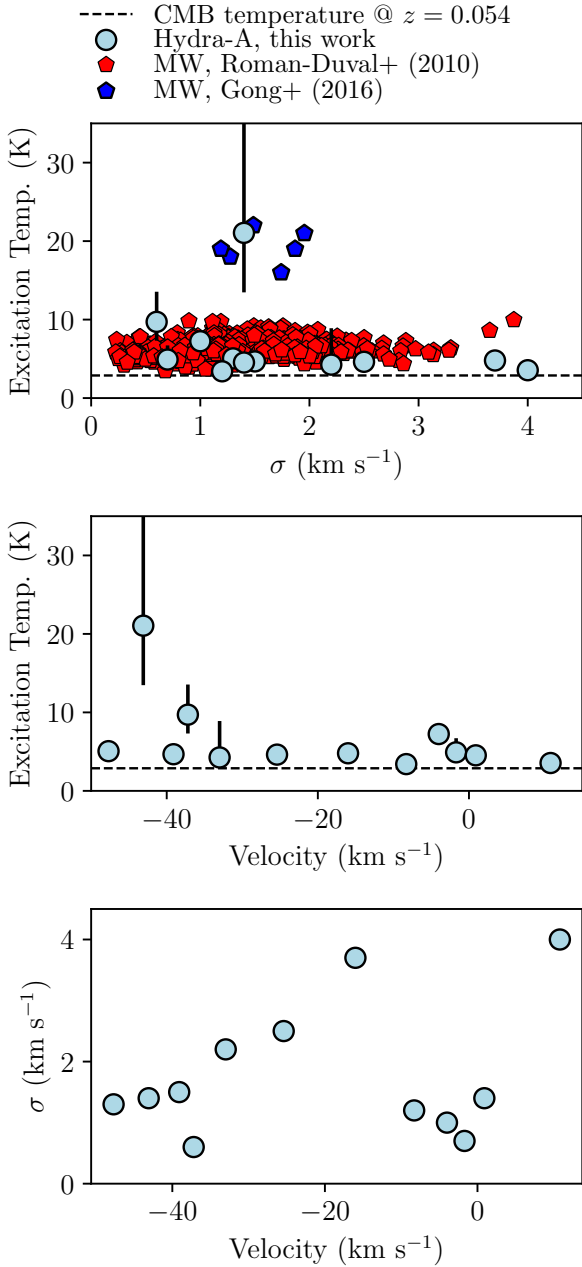 CMB temperature @ z = 0.054
Hydra-A, this work
MW, Roman-Duval+ (2010)
MW, Gong+ (2016)
Excitation Temp. (K)
30
20
10
0
0 1 2 3 4
σ (km s⁻¹)
Excitation Temp. (K)
30
20
10
0
−40 −20 0
Velocity (km s⁻¹)
σ (km s⁻¹)
4
2
0
−40 −20 0
Velocity (km s⁻¹)